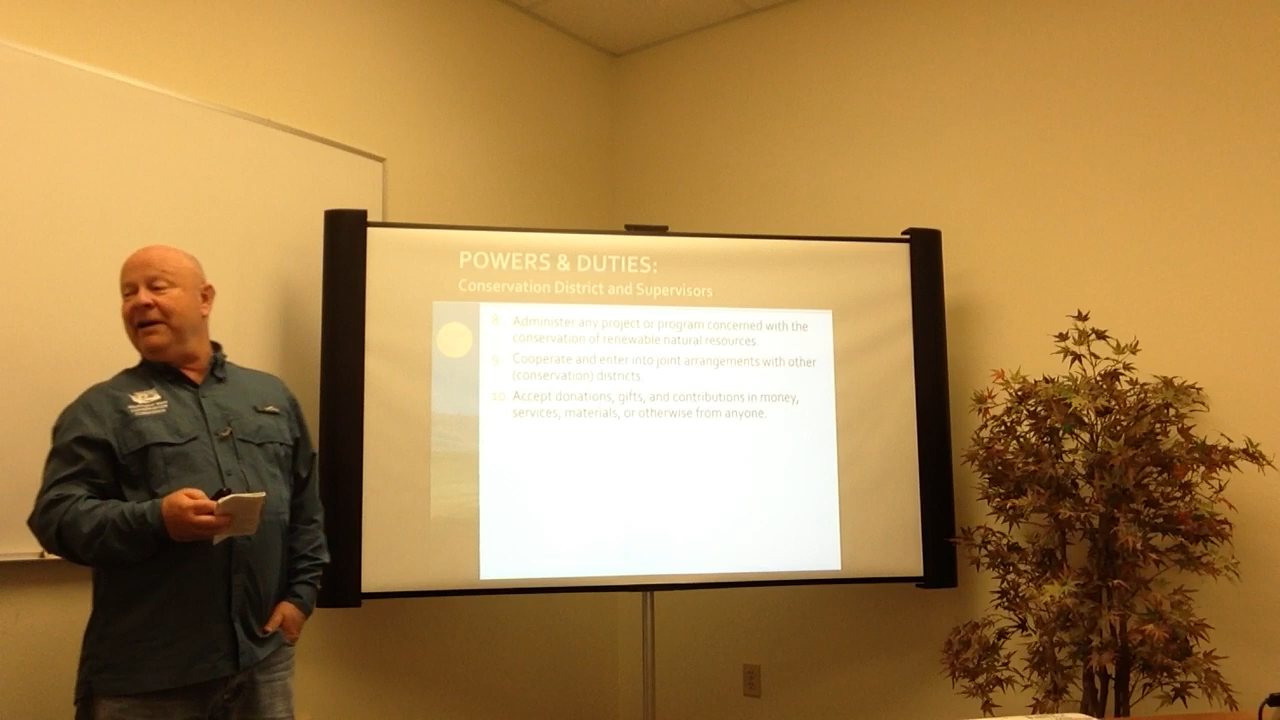 POWERS & DUTIES:
Conservation District and Supervisors
8. Administer any project or program concerned with the
conservation of renewable natural resources.
9. Cooperate and enter into joint arrangements with other
(conservation) districts.
10. Accept donations, gifts, and contributions in money,
services, materials, or otherwise from anyone.